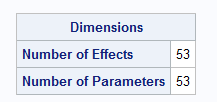 Dimensions
Number of Effects 53
Number of Parameters 53